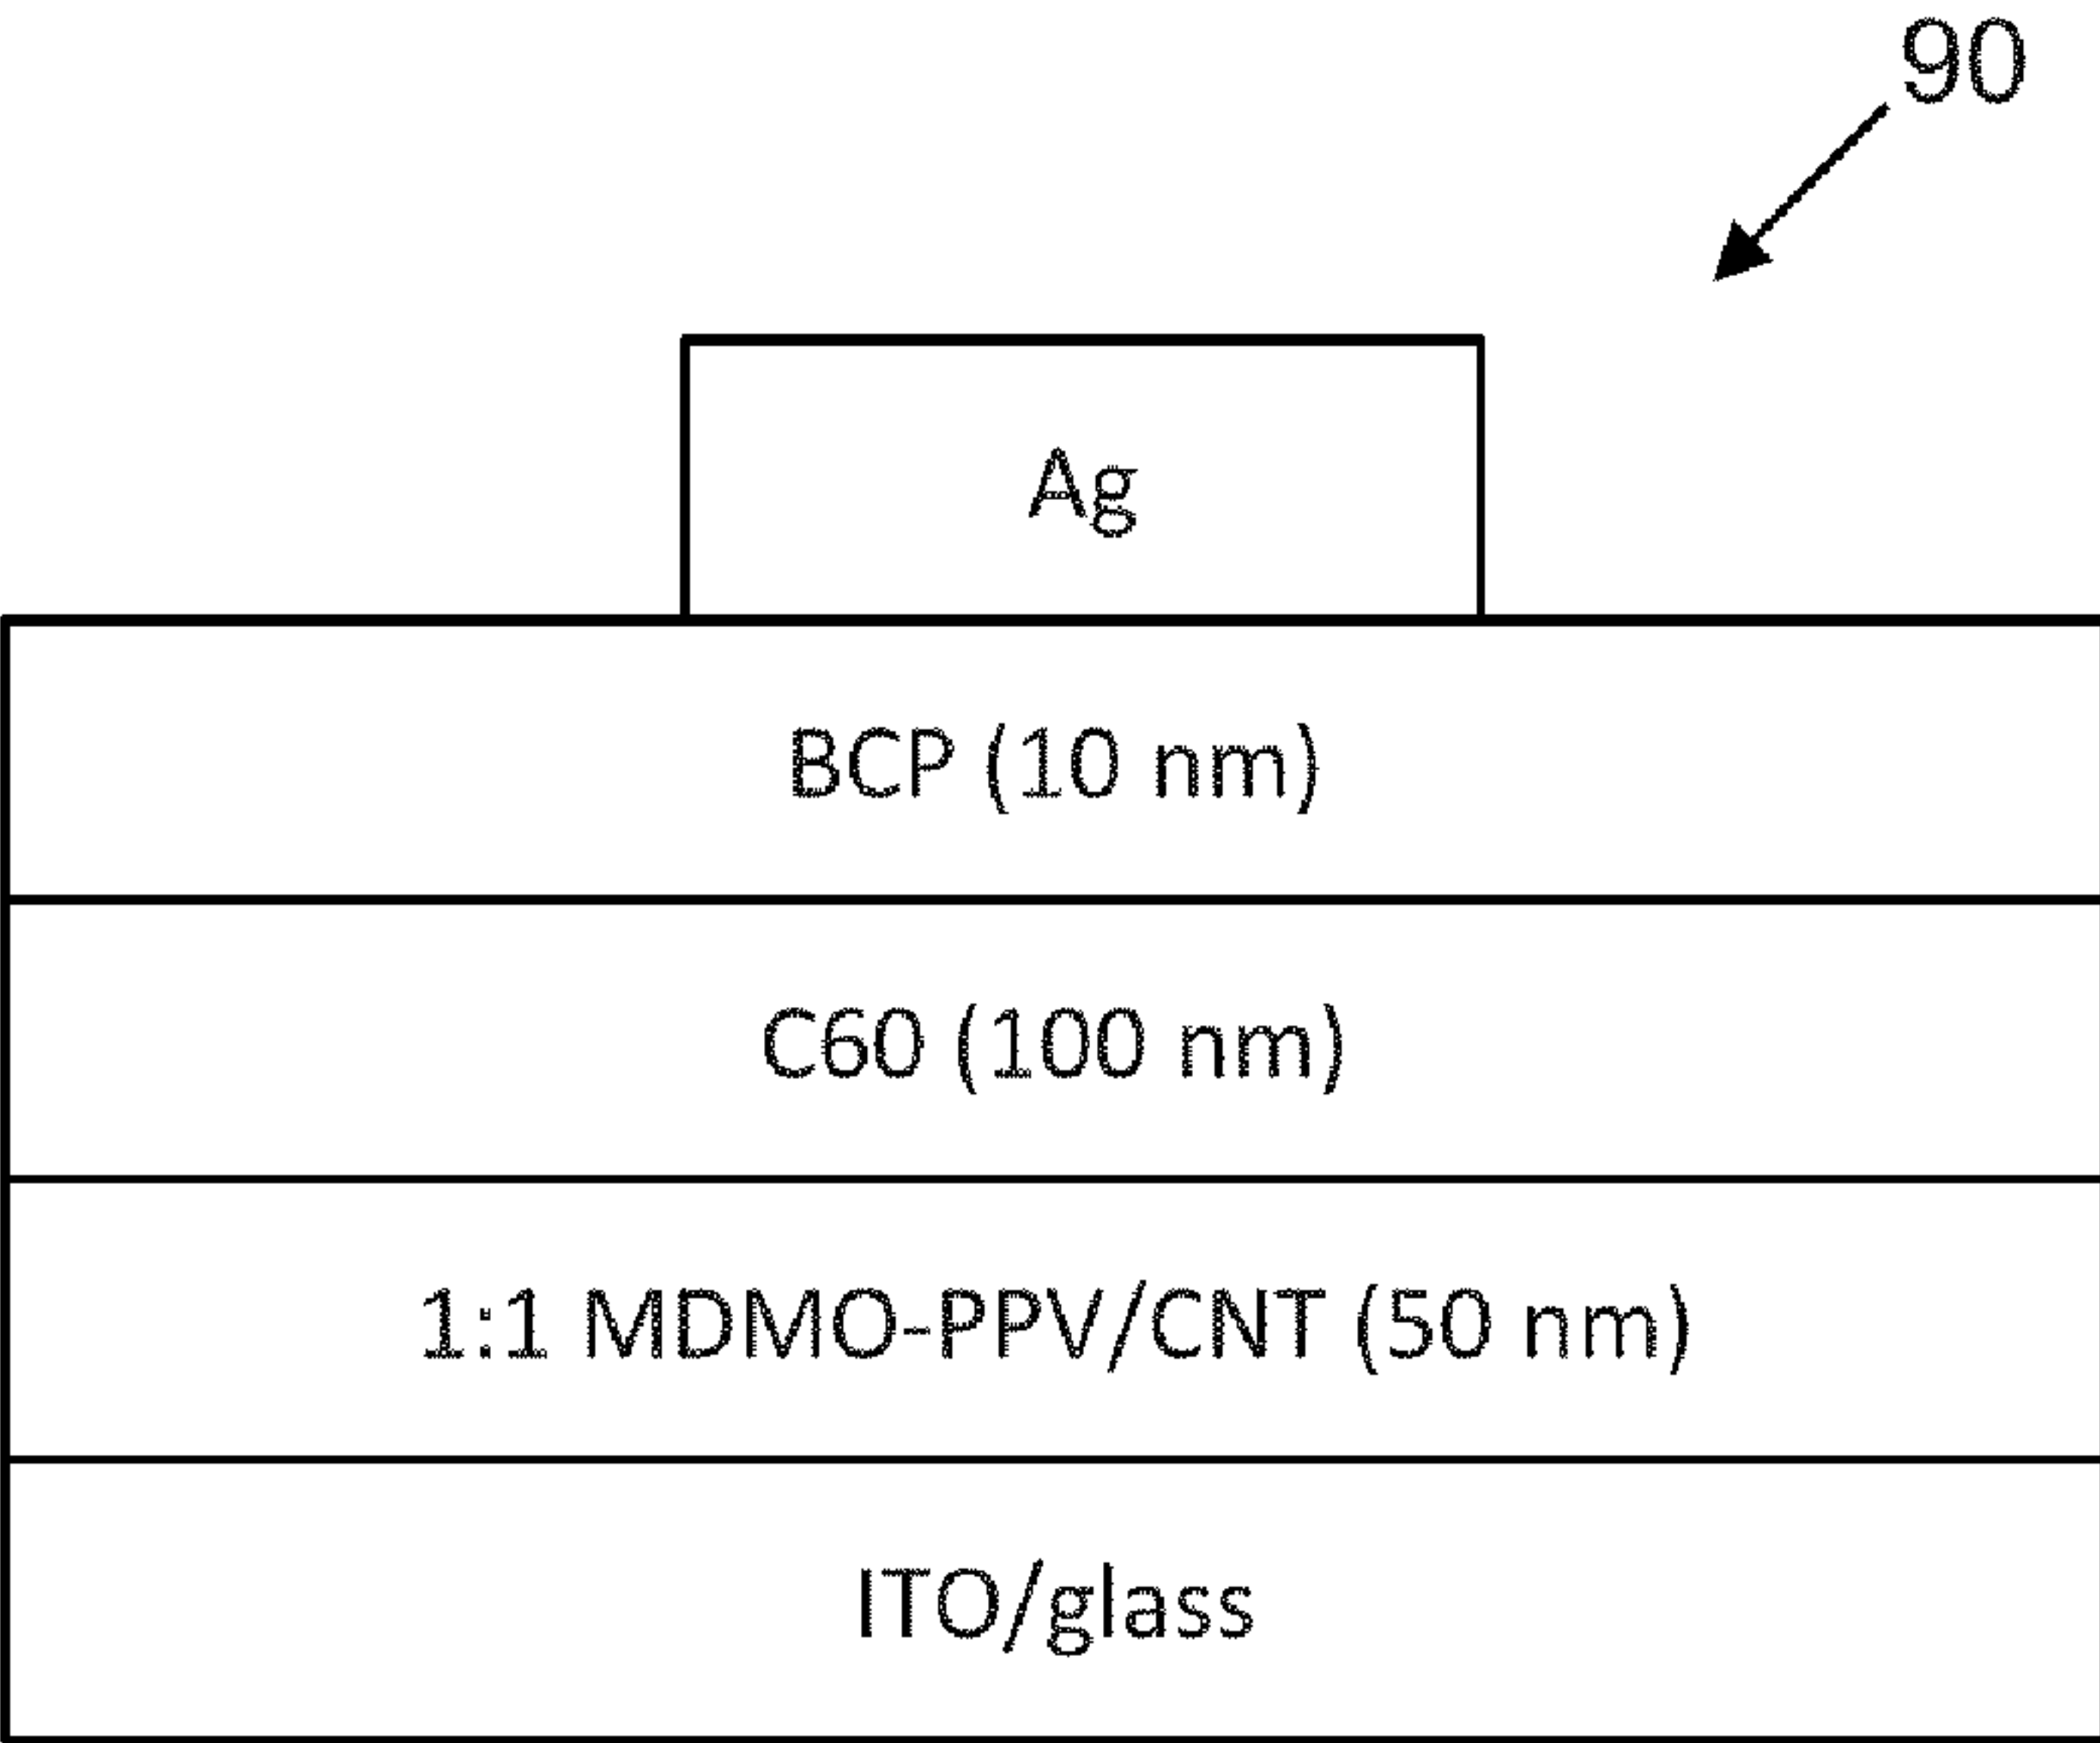 90
Ag
BCP (10 nm)
C60 (100 nm)
1:1 MDMO-PPV/CNT (50 nm)
ITO/glass